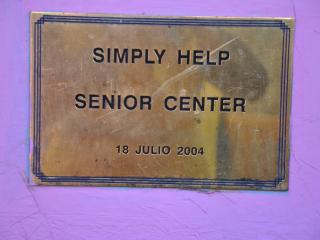 SIMPLY HELP
SENIOR CENTER
18 JULIO 2004